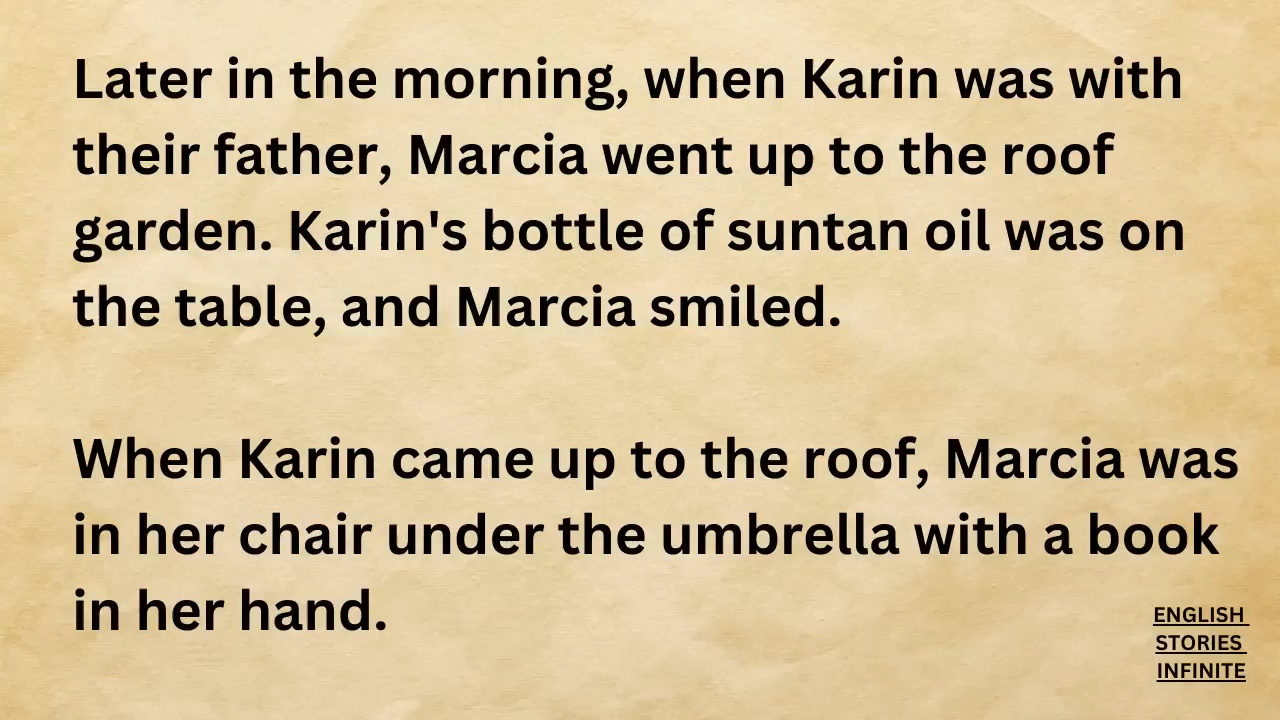 Later in the morning, when Karin was with
their father, Marcia went up to the roof
garden. Karin's bottle of suntan oil was on
the table, and Marcia smiled.
When Karin came up to the roof, Marcia was
in her chair under the umbrella with a book
in her hand.
ENGLISH
STORIES
INFINITE